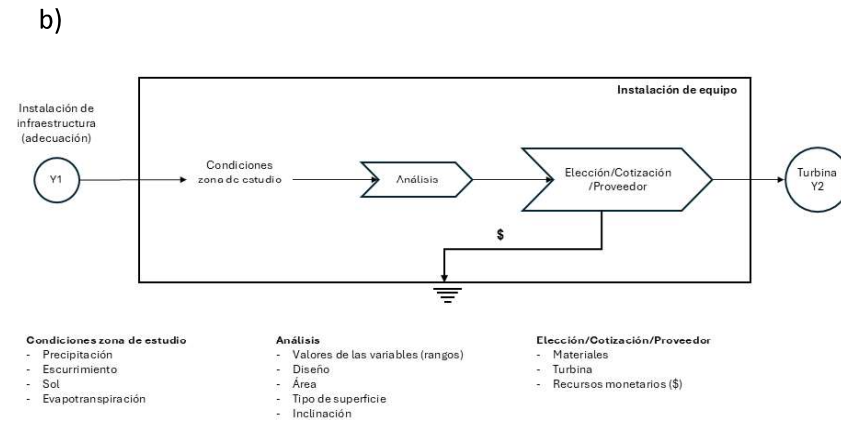 b)
Instalación de equipo
Instalación de
infraestructura
(adecuación)
Y1
Condiciones
zona de estudio
Análisis
Elección/Cotización
/Proveedor
Turbina
Y2
$
Condiciones zona de estudio
- Precipitación
- Escurrimiento
- Sol
- Evapotranspiración
Análisis
- Valores de las variables (rangos)
- Diseño
- Área
- Tipo de superficie
- Inclinación
Elección/Cotización/Proveedor
- Materiales
- Turbina
- Recursos monetarios ($)